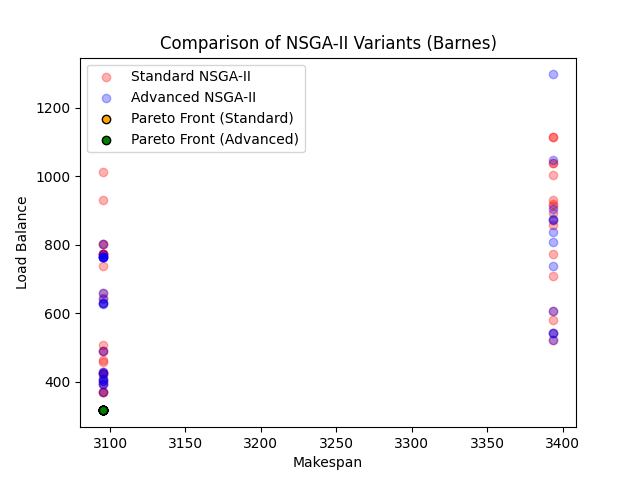 Comparison of NSGA-II Variants (Barnes)
Standard NSGA-II
Advanced NSGA-II
Pareto Front (Standard)
Pareto Front (Advanced)
Load Balance
1200
1000
800
600
400
3100 3150 3200 3250 3300 3350 3400
Makespan